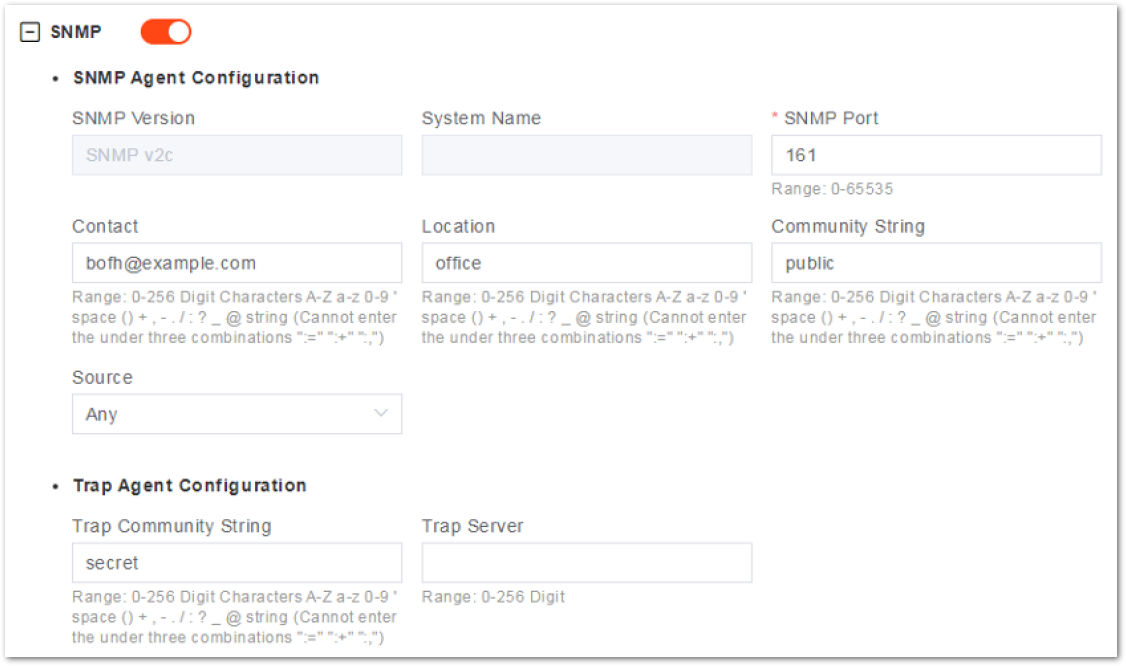 SNMP
• SNMP Agent Configuration
SNMP Version System Name * SNMP Port
SNMP v2c 161
Range: 0-65535
Contact Location Community String
bofh@example.com office public
Range: 0-256 Digit Characters A-Z a-z 0-9 ' Range: 0-256 Digit Characters A-Z a-z 0-9 ' Range: 0-256 Digit Characters A-Z a-z 0-9 '
space () + , - . / : ? _ @ string (Cannot enter space () + , - . / : ? _ @ string (Cannot enter space () + , - . / : ? _ @ string (Cannot enter
the under three combinations ":=" ":+" ":,") the under three combinations ":=" ":+" ":,") the under three combinations ":=" ":+" ":,")
Source
Any
• Trap Agent Configuration
Trap Community String Trap Server
secret
Range: 0-256 Digit Characters A-Z a-z 0-9 ' Range: 0-256 Digit
space () + , - . / : ? _ @ string (Cannot enter
the under three combinations ":=" ":+" ":,")